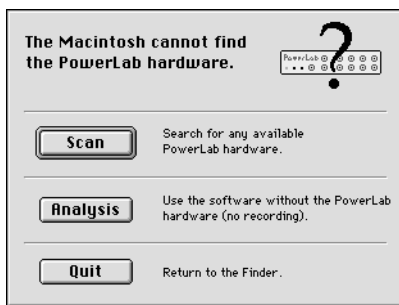 The Macintosh cannot find
the PowerLab hardware.
?
PowerLab
Scan
Search for any available
PowerLab hardware.
Analysis
Use the software without the PowerLab
hardware (no recording).
Quit
Return to the Finder.